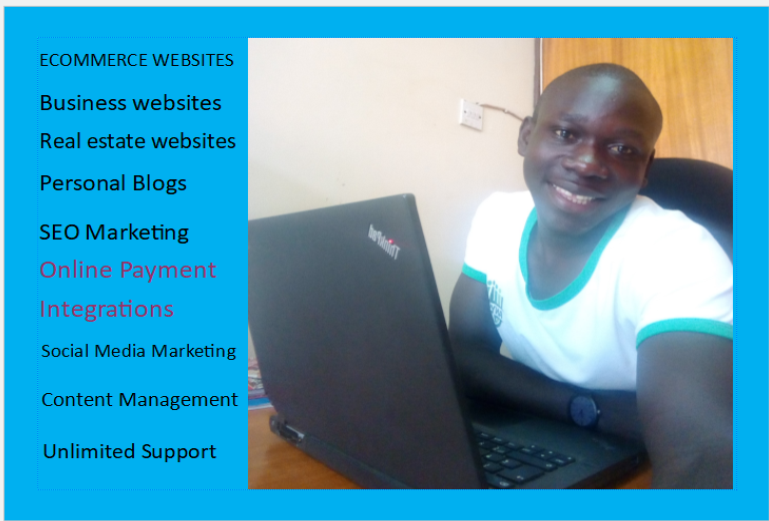 ECOMMERCE WEBSITES
Business websites
Real estate websites
Personal Blogs
SEO Marketing
Online Payment
Integrations
Social Media Marketing
Content Management
Unlimited Support
ThinkPad